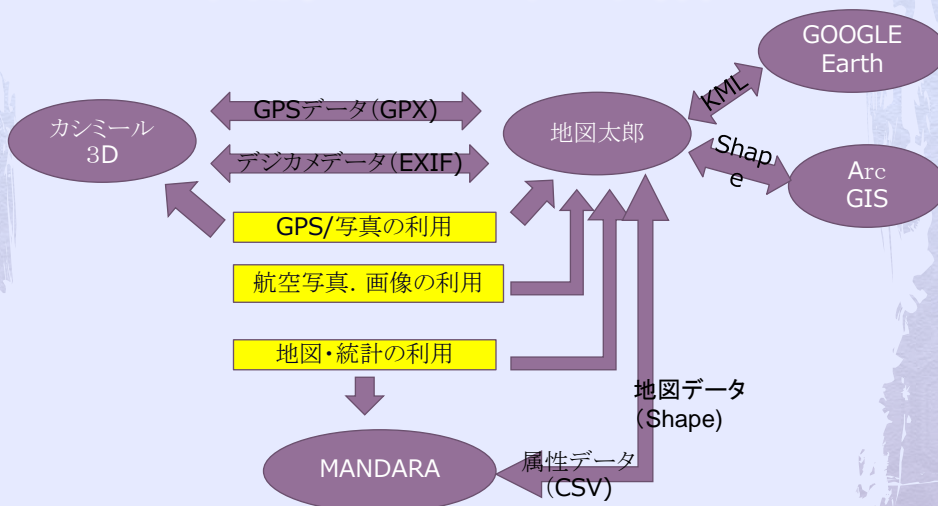 GOOGLE
Earth
GPSデータ(GPX)
KML
カシミール
3D
地図太郎
デジカメデータ(EXIF)
Shap
e
Arc
GIS
GPS/写真の利用
航空写真．画像の利用
地図・統計の利用
地図データ
(Shape)
MANDARA
属性データ
(CSV)